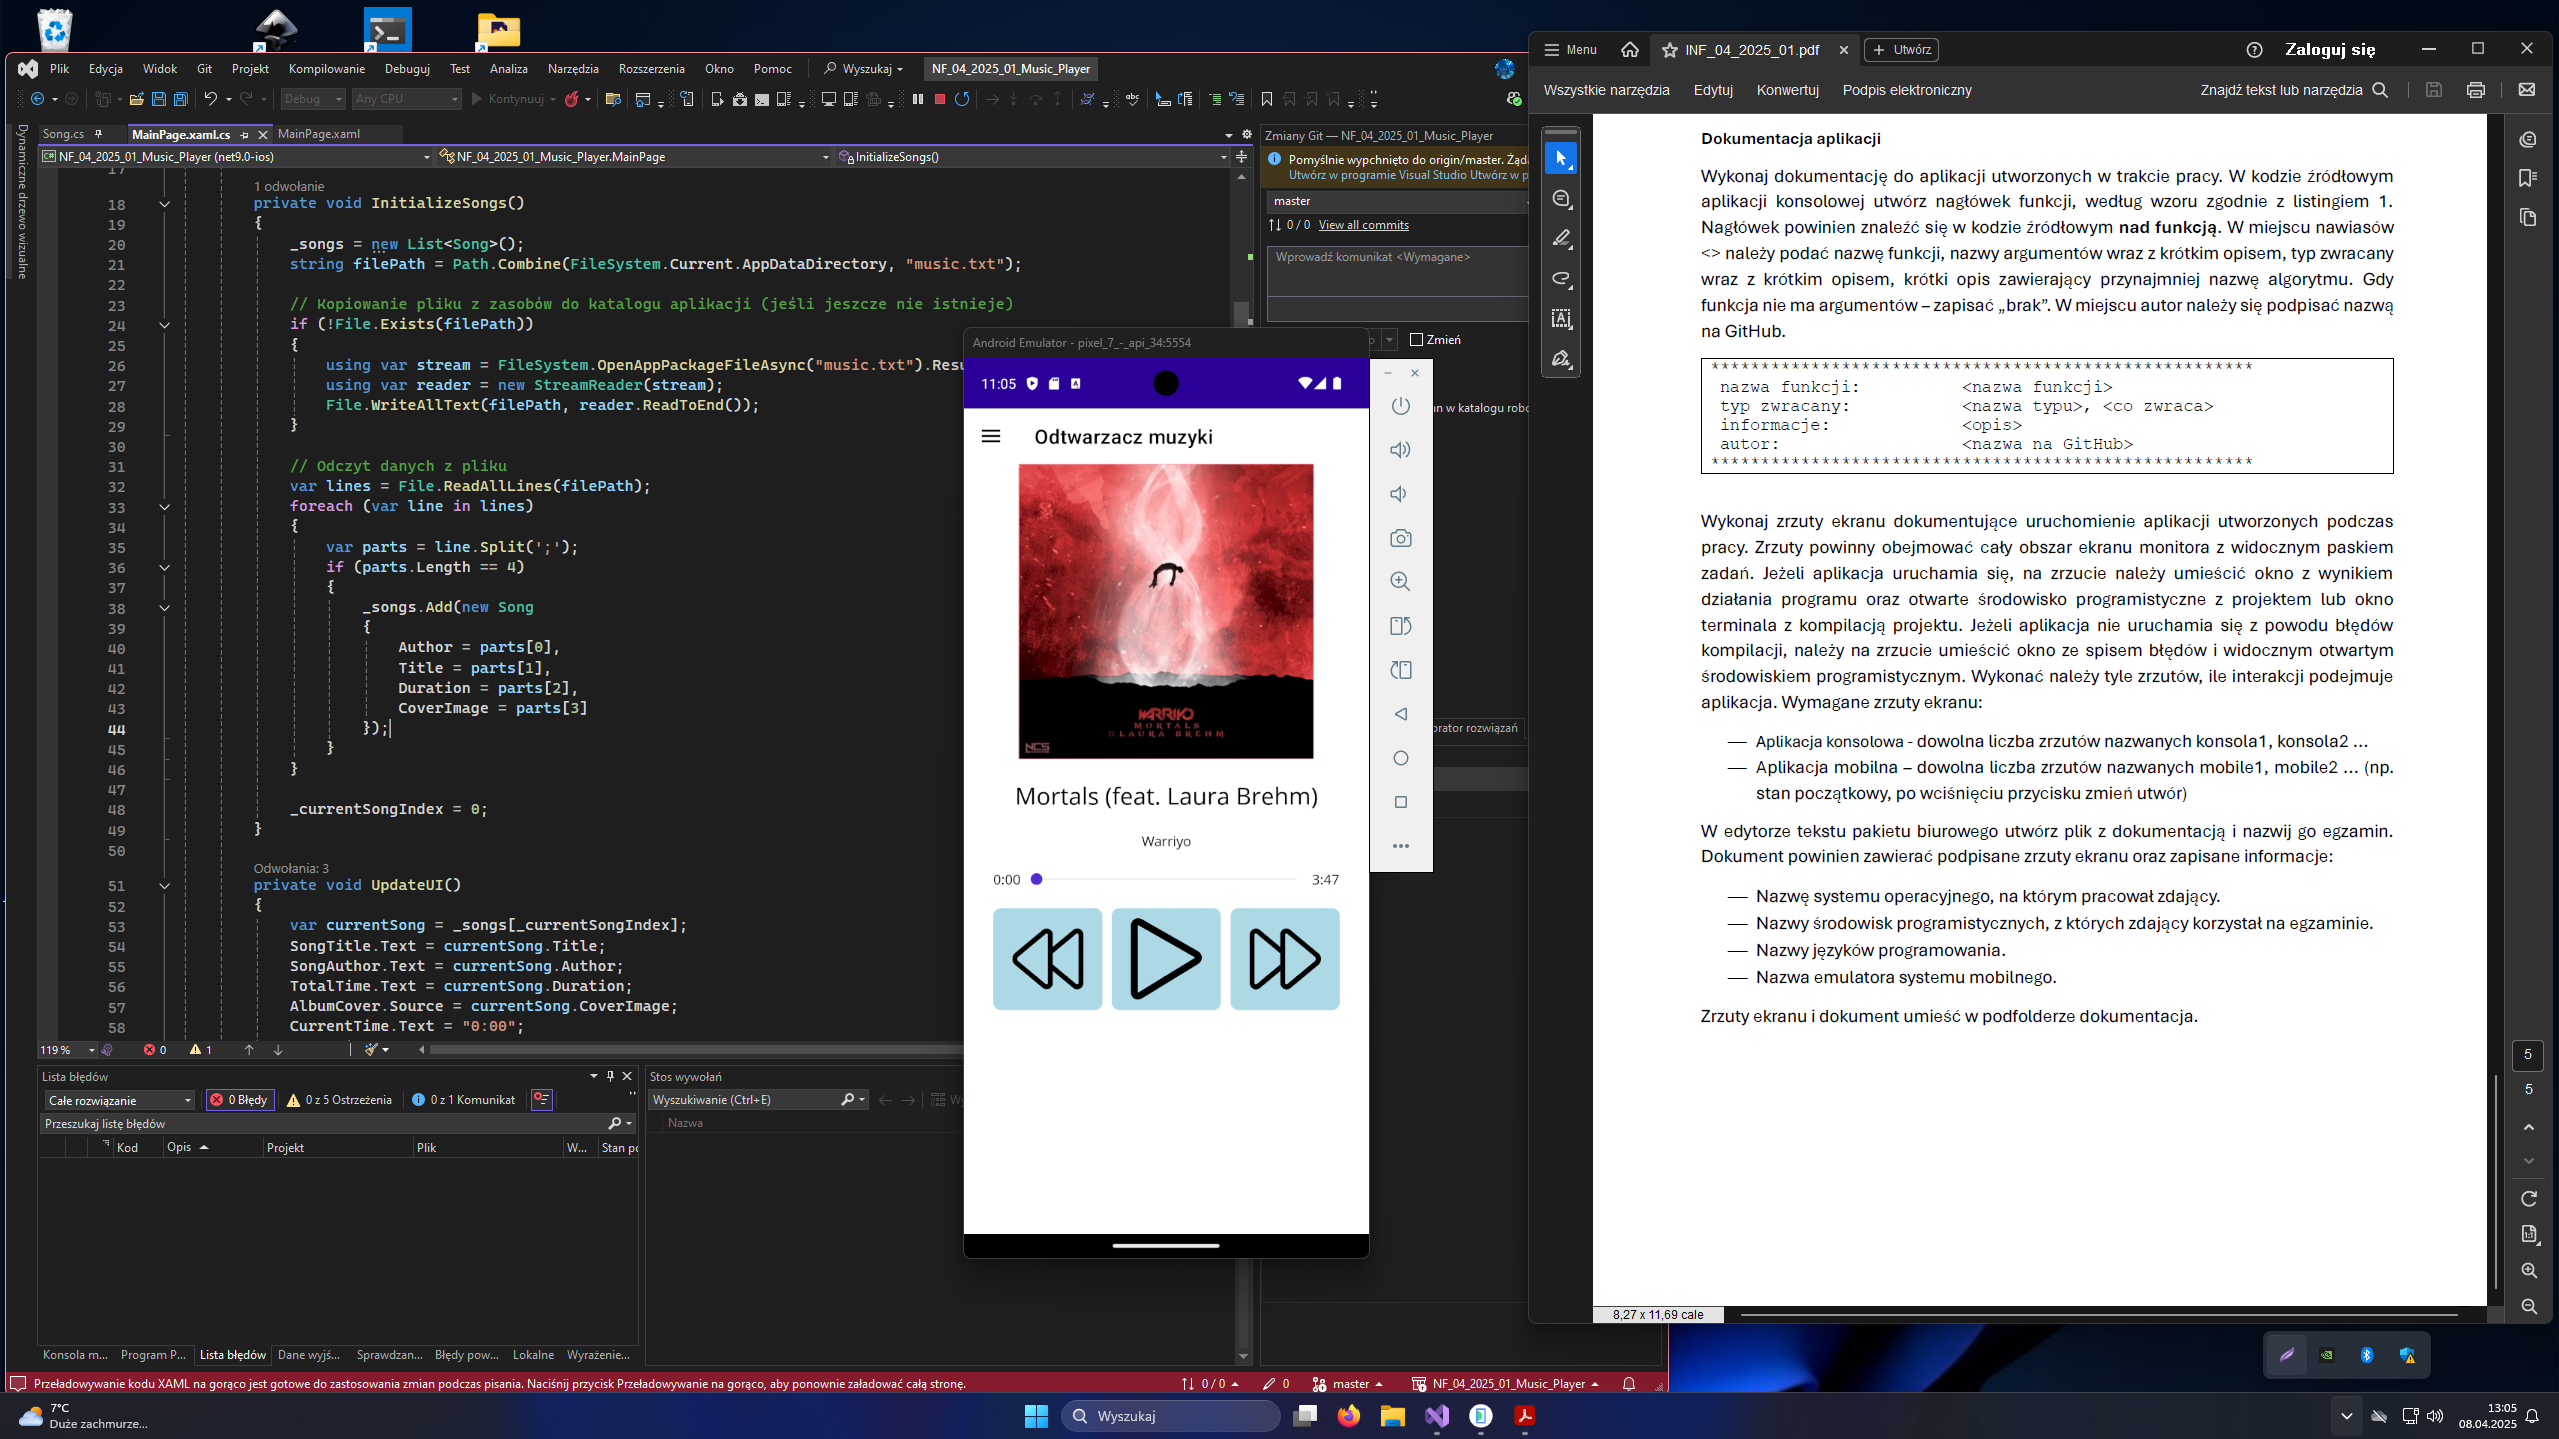 Plik Edycja Widok Git Projekt Kompilowanie Debuguj Test Analiza Narzędzia Rozszerzenia Okno Pomoc Wyszukaj NF_04_2025_01_Music_Player
Debug Any CPU Kontynuuj
Dynamiczne drzewo wizualne
Song.cs MainPage.xaml.cs MainPage.xaml
NF_04_2025_01_Music_Player (net9.0-ios) NF_04_2025_01_Music_Player.MainPage InitializeSongs()
17
1 odwołanie
18 private void InitializeSongs()
19 {
20 _songs = new List<Song>();
21 string filePath = Path.Combine(FileSystem.Current.AppDataDirectory, "music.txt");
22
23 // Kopiowanie pliku z zasobów do katalogu aplikacji (jeśli jeszcze nie istnieje)
24 if (!File.Exists(filePath))
25 {
26 using var stream = FileSystem.OpenAppPackageFileAsync("music.txt").Resu
27 using var reader = new StreamReader(stream);
28 File.WriteAllText(filePath, reader.ReadToEnd());
29 }
30
31 // Odczyt danych z pliku
32 var lines = File.ReadAllLines(filePath);
33 foreach (var line in lines)
34 {
35 var parts = line.Split(';');
36 if (parts.Length == 4)
37 {
38 _songs.Add(new Song
39 {
40 Author = parts[0],
41 Title = parts[1],
42 Duration = parts[2],
43 CoverImage = parts[3]
44 });
45 }
46 }
47
48 _currentSongIndex = 0;
49 }
50
Odwołania: 3
51 private void UpdateUI()
52 {
53 var currentSong = _songs[_currentSongIndex];
54 SongTitle.Text = currentSong.Title;
55 SongAuthor.Text = currentSong.Author;
56 TotalTime.Text = currentSong.Duration;
57 AlbumCover.Source = currentSong.CoverImage;
58 CurrentTime.Text = "0:00";
119 % 0 1
Lista błędów
Całe rozwiązanie 0 Błędy 0 z 5 Ostrzeżenia 0 z 1 Komunikat
Przeszukaj listę błędów
Kod Opis Projekt Plik W... Stan po
Stos wywołań
Wyszukiwanie (Ctrl+E)
Nazwa
Konsola m... Program P... Lista błędów Dane wyjś... Sprawdzan... Błędy pow... Lokalne Wyrażenie...
Przeładowywanie kodu XAML na gorąco jest gotowe do zastosowania zmian podczas pisania. Naciśnij przycisk Przeładowywanie na gorąco, aby ponownie załadować całą stronę.
0 / 0 0 master NF_04_2025_01_Music_Player
Zmiany Git — NF_04_2025_01_Music_Player
Pomyślnie wypchnięto do origin/master. Żąda
Utwórz w programie Visual Studio Utwórz w p
master
0 / 0 View all commits
Wprowadź komunikat <Wymagane>
Zmień
nn w katalogu robo
orator rozwiązań
Android Emulator - pixel_7_-_api_34:5554
11:05
Odtwarzacz muzyki
WARRIYO
MORTALS
LAURA BREHM
NCS
Mortals (feat. Laura Brehm)
Warriyo
0:00 3:47
Menu INF_04_2025_01.pdf Utwórz Zaloguj się
Wszystkie narzędzia Edytuj Konwertuj Podpis elektroniczny Znajdź tekst lub narzędzia
Dokumentacja aplikacji
Wykonaj dokumentację do aplikacji utworzonych w trakcie pracy. W kodzie źródłowym
aplikacji konsolowej utwórz nagłówek funkcji, według wzoru zgodnie z listingiem 1.
Nagłówek powinien znaleźć się w kodzie źródłowym nad funkcją. W miejscu nawiasów
<> należy podać nazwę funkcji, nazwy argumentów wraz z krótkim opisem, typ zwracany
wraz z krótkim opisem, krótki opis zawierający przynajmniej nazwę algorytmu. Gdy
funkcja nie ma argumentów – zapisać „brak”. W miejscu autor należy się podpisać nazwą
na GitHub.
******************************************************
nazwa funkcji: <nazwa funkcji>
typ zwracany: <nazwa typu>, <co zwraca>
informacje: <opis>
autor: <nazwa na GitHub>
******************************************************
Wykonaj zrzuty ekranu dokumentujące uruchomienie aplikacji utworzonych podczas
pracy. Zrzuty powinny obejmować cały obszar ekranu monitora z widocznym paskiem
zadań. Jeżeli aplikacja uruchamia się, na zrzucie należy umieścić okno z wynikiem
działania programu oraz otwarte środowisko programistyczne z projektem lub okno
terminala z kompilacją projektu. Jeżeli aplikacja nie uruchamia się z powodu błędów
kompilacji, należy na zrzucie umieścić okno ze spisem błędów i widocznym otwartym
środowiskiem programistycznym. Wykonać należy tyle zrzutów, ile interakcji podejmuje
aplikacja. Wymagane zrzuty ekranu:
— Aplikacja konsolowa - dowolna liczba zrzutów nazwanych konsola1, konsola2 ...
— Aplikacja mobilna – dowolna liczba zrzutów nazwanych mobile1, mobile2 ... (np.
stan początkowy, po wciśnięciu przycisku zmień utwór)
W edytorze tekstu pakietu biurowego utwórz plik z dokumentacją i nazwij go egzamin.
Dokument powinien zawierać podpisane zrzuty ekranu oraz zapisane informacje:
— Nazwę systemu operacyjnego, na którym pracował zdający.
— Nazwy środowisk programistycznych, z których zdający korzystał na egzaminie.
— Nazwy języków programowania.
— Nazwa emulatora systemu mobilnego.
Zrzuty ekranu i dokument umieść w podfolderze dokumentacja.
5
5
8,27 x 11,69 cale
7°C
Duże zachmurze...
Wyszukaj
13:05
08.04.2025